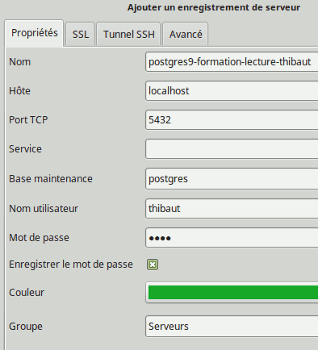 Ajouter un enregistrement de serveur
Propriétés SSL Tunnel SSH Avancé
Nom postgres9-formation-lecture-thibaut
Hôte localhost
Port TCP 5432
Service
Base maintenance postgres
Nom utilisateur thibaut
Mot de passe ●●●●
Enregistrer le mot de passe
Couleur
Groupe Serveurs